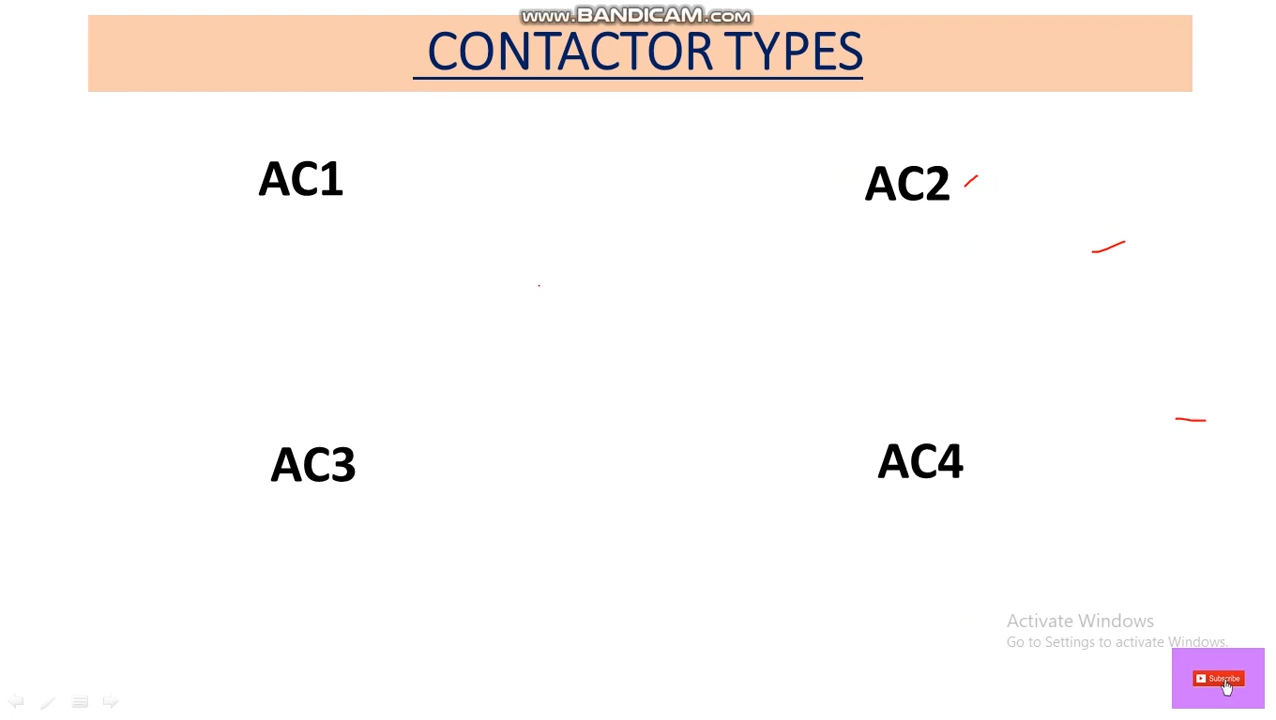 www.BANDICAM.com
CONTACTOR TYPES
AC1
AC2
AC3
AC4
Activate Windows
Go to Settings to activate Windows.
Subscribe